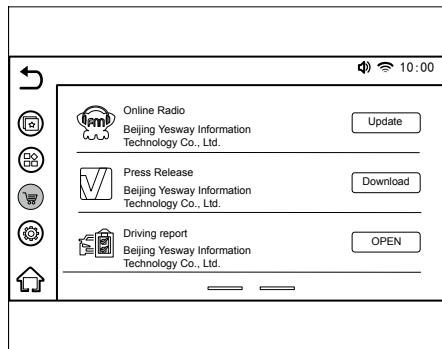 10:00
Online Radio
Update
Beijing Yesway Information
Technology Co., Ltd.
Press Release
Download
Beijing Yesway Information
Technology Co., Ltd.
Driving report
OPEN
Beijing Yesway Information
Technology Co., Ltd.